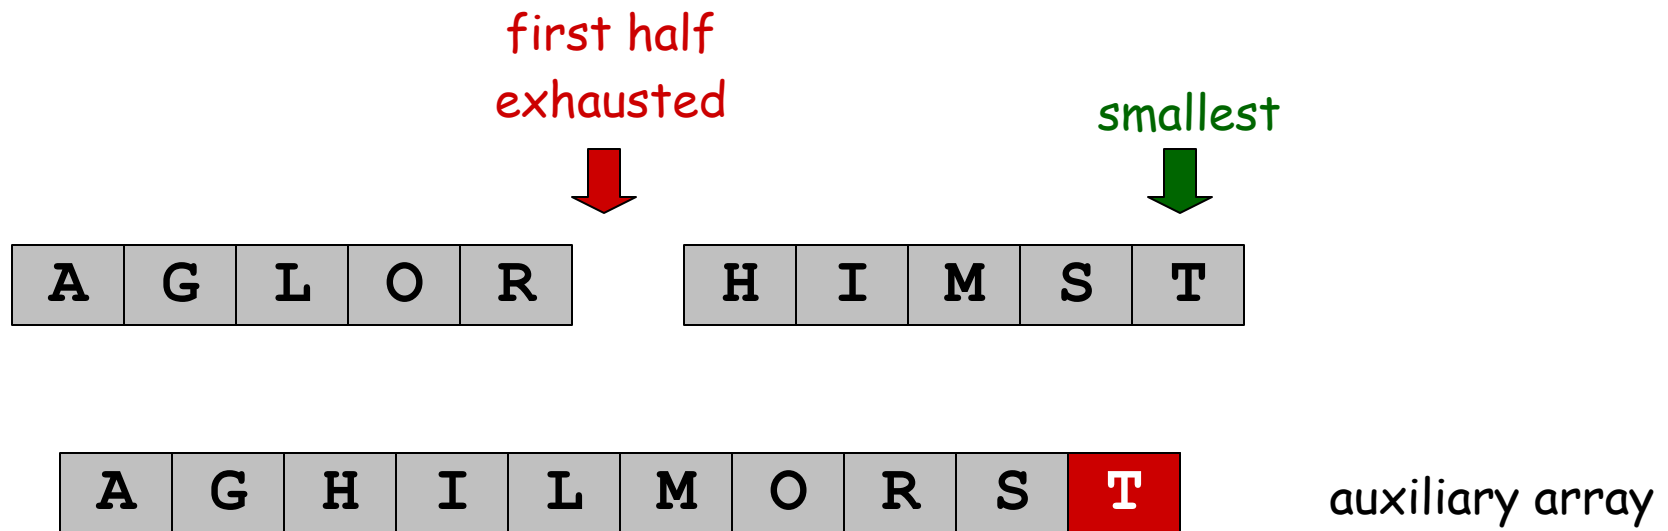 first half
exhausted
smallest
A G L O R H I M S T
A G H I L M O R S T
auxiliary array